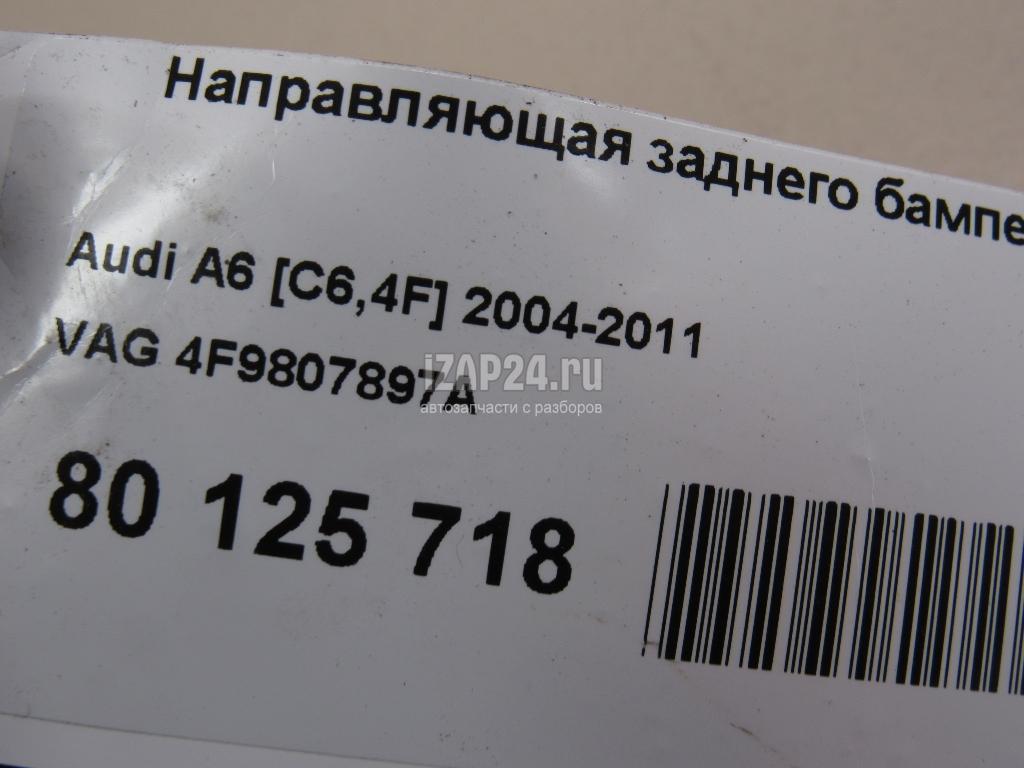 Направляющая заднего бампе
Audi A6 [C6,4F] 2004-2011
VAG 4F9807897A
iZAP24.ru
автозапчасти с разборов
80 125 718